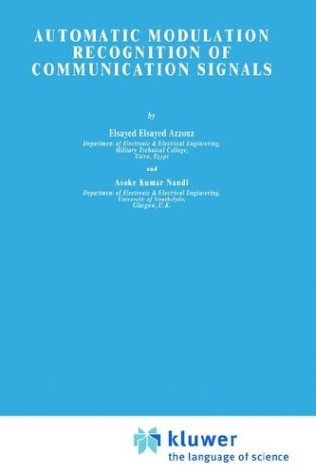 AUTOMATIC MODULATION
RECOGNITION OF
COMMUNICATION SIGNALS
by
Elsayed Elsayed Azzouz
Department of Electronic & Electrical Engineering,
Military Technical College,
Cairo, Egypt
and
Asoke Kumar Nandi
Department of Electronic & Electrical Engineering,
University of Strathclyde,
Glasgow, U.K.
kluwer
the language of science